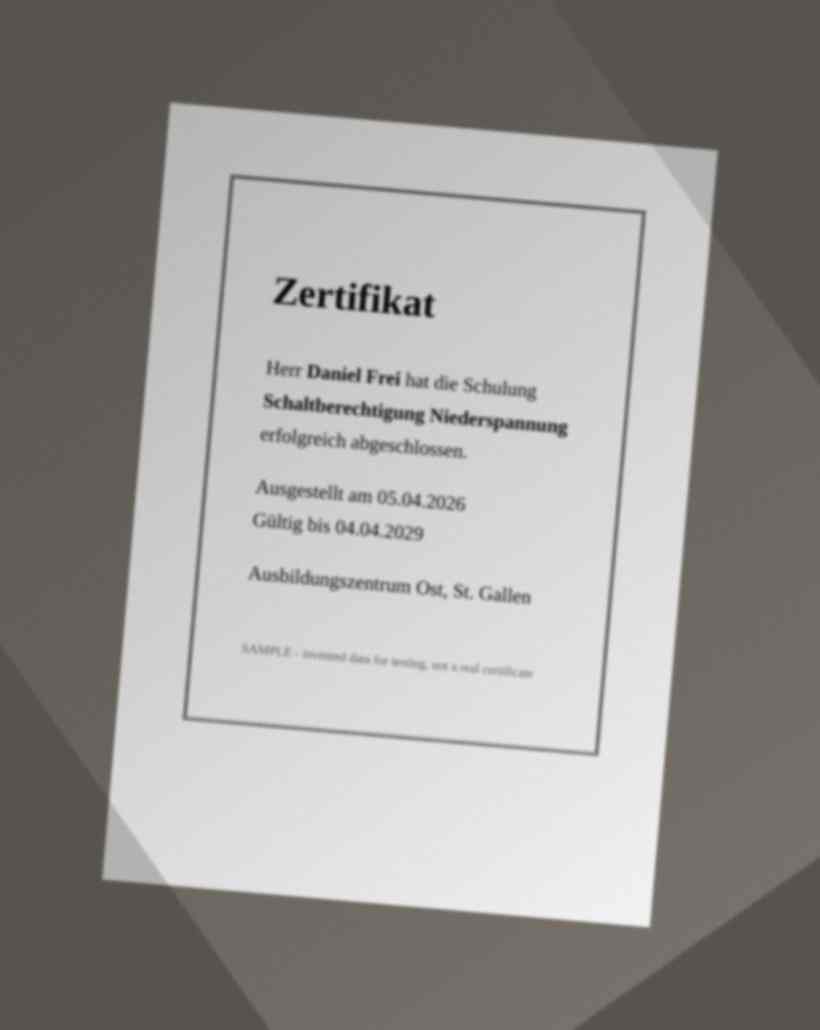 Zertifikat
Herr Daniel Frei hat die Schulung
Schaltberechtigung Niederspannung
erfolgreich abgeschlossen.
Ausgestellt am 05.04.2026
Gültig bis 04.04.2029
Ausbildungszentrum Ost, St. Gallen
SAMPLE - invented data for testing, not a real certificate